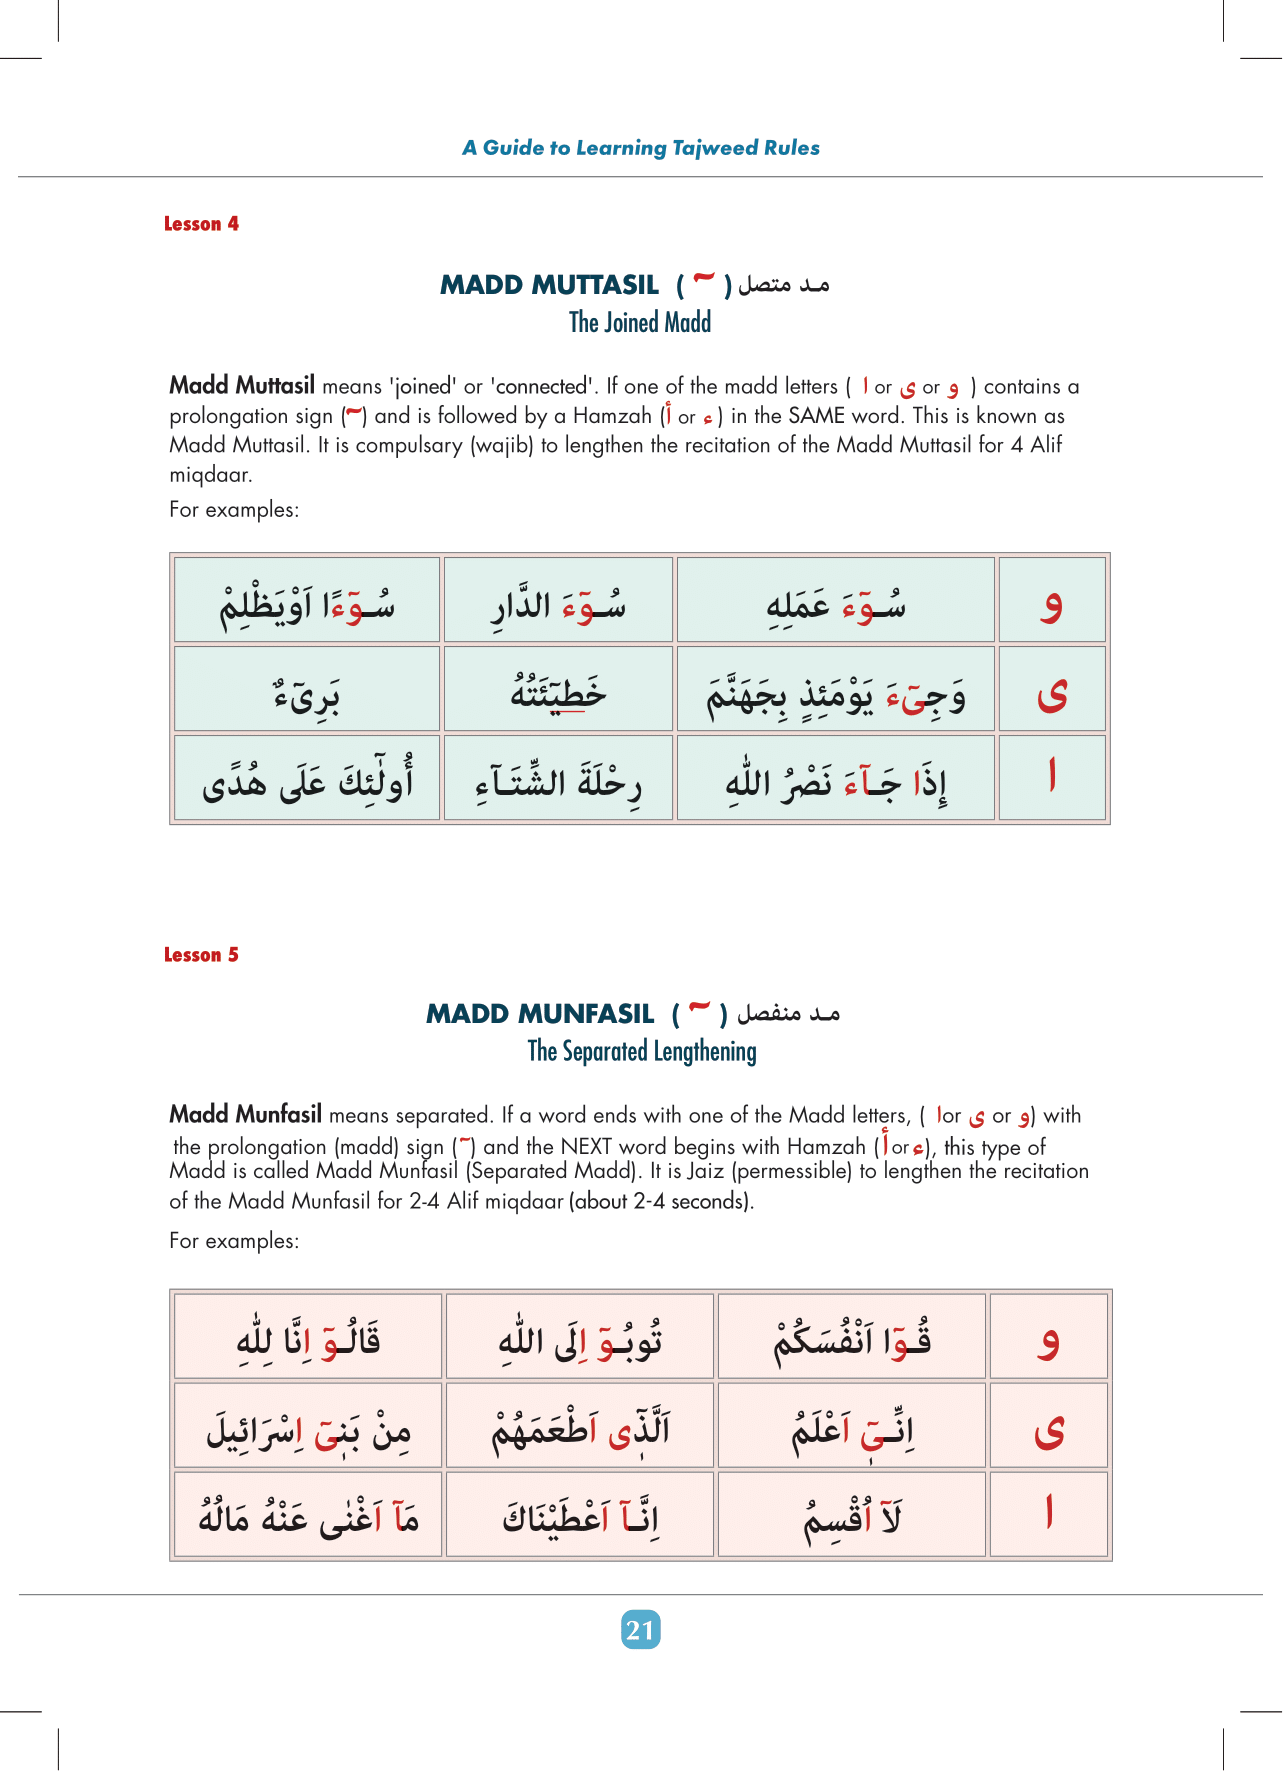 A Guide to Learning Tajweed Rules
Lesson 4
MADD MUTTASIL ( ~ ) مـد متصل
The Joined Madd
Madd Muttasil means 'joined' or 'connected'. If one of the madd letters ( ا or ى or و ) contains a
prolongation sign (~) and is followed by a Hamzah (أ or ء ) in the SAME word. This is known as
Madd Muttasil. It is compulsary (wajib) to lengthen the recitation of the Madd Muttasil for 4 Alif
miqdaar.
For examples:
و سُـوٓءَ عَمَلِهِ سُـوٓءَ الدَّارِ سُـوٓءًا اَوْيَظْلِمْ
ى وَجِىٓءَ يَوْمَئِذٍ بِجَهَنَّمَ خَطِيٓئَتُهُ بَرِىٓءٌ
ا إِذَا جَـآءَ نَصْرُ اللّٰهِ رِحْلَةَ الشِّتَـآءِ أُولٰٓئِكَ عَلَى هُدًى
Lesson 5
MADD MUNFASIL ( ~ ) مـد منفصل
The Separated Lengthening
Madd Munfasil means separated. If a word ends with one of the Madd letters, ( ا or ى or و) with
the prolongation (madd) sign (~) and the NEXT word begins with Hamzah (أ or ء), this type of
Madd is called Madd Munfasil (Separated Madd). It is Jaiz (permissible) to lengthen the recitation
of the Madd Munfasil for 2-4 Alif miqdaar (about 2-4 seconds).
For examples:
و قُـوٓا اَنْفُسَكُمْ تُوبُـوٓ اِلَى اللّٰهِ قَالُـوٓ اِنَّا لِلّٰهِ
ى اِنِّـىٓ اَعْلَمُ اَلَّذِٓى اَطْعَمَهُمْ مِنْ بَنِىٓ اِسْرَائِيلَ
ا لَآ اُقْسِمُ اِنَّـآ اَعْطَيْنَاكَ مَآ اَغْنٰى عَنْهُ مَالُهُ
21